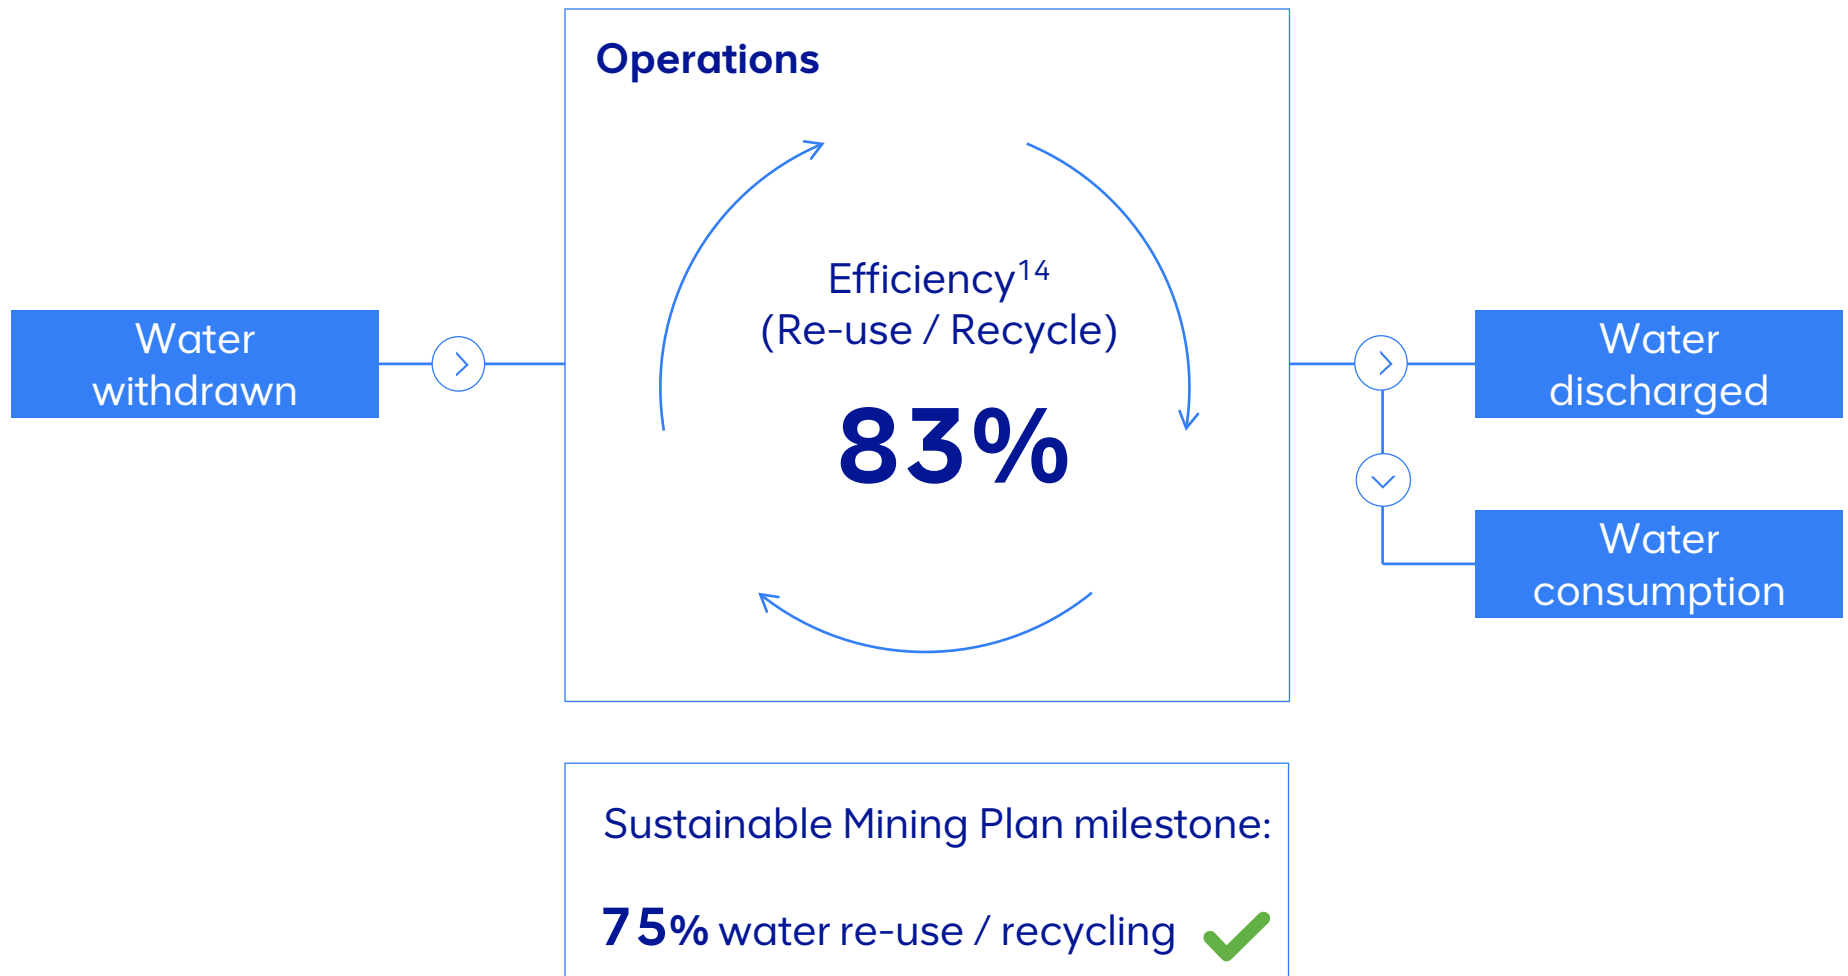 Operations
Efficiency14
(Re-use / Recycle)
83%
Water
withdrawn
Water
discharged
Water
consumption
Sustainable Mining Plan milestone:
75% water re-use / recycling